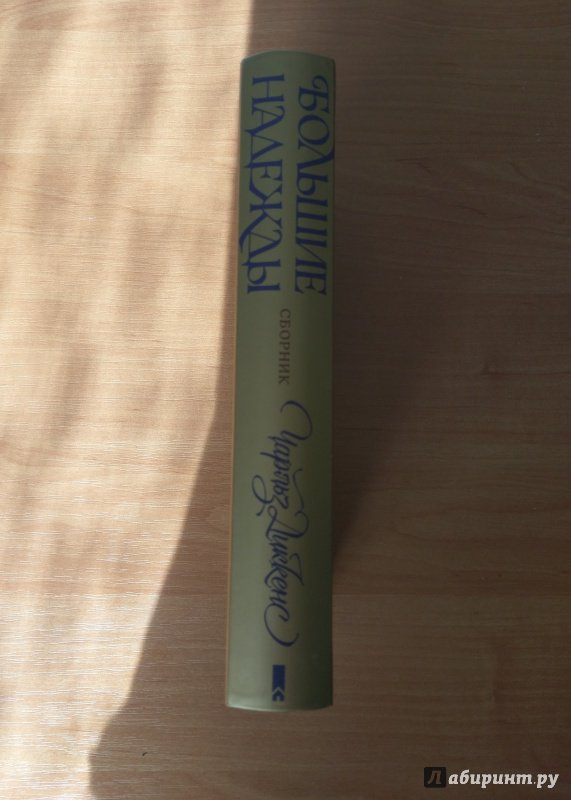 БОЛЬШИЕ
НАДЕЖДЫ
СБОРНИК
Чарльз Диккенс
Лабиринт.ру